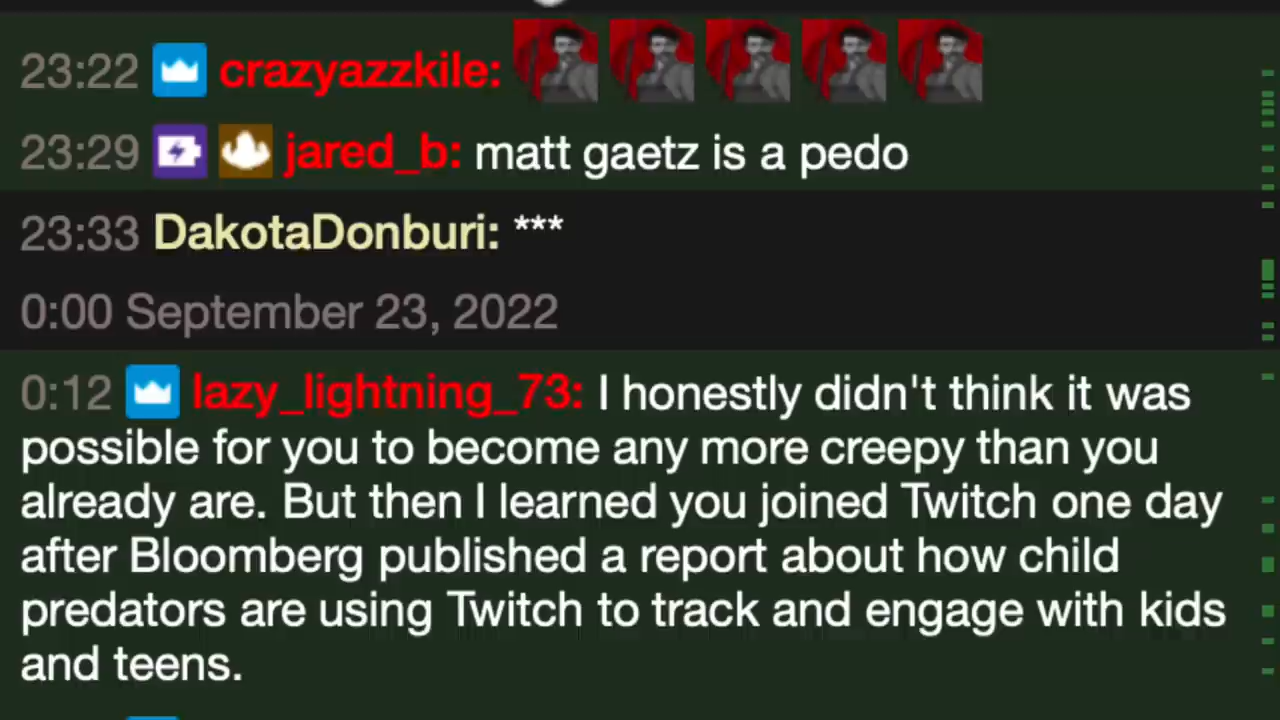 23:22 crazyazzkile:
23:29 jared_b: matt gaetz is a pedo
23:33 DakotaDonburi: ***
0:00 September 23, 2022
0:12 lazy_lightning_73: I honestly didn't think it was
possible for you to become any more creepy than you
already are. But then I learned you joined Twitch one day
after Bloomberg published a report about how child
predators are using Twitch to track and engage with kids
and teens.